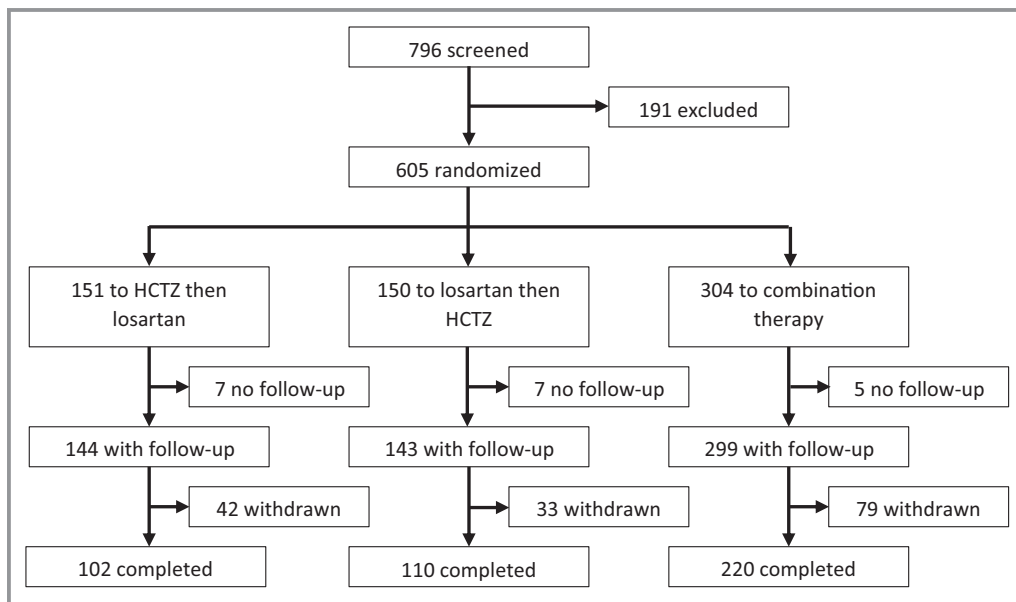 796 screened
191 excluded
605 randomized
151 to HCTZ then
losartan
150 to losartan then
HCTZ
304 to combination
therapy
7 no follow-up
7 no follow-up
5 no follow-up
144 with follow-up
143 with follow-up
299 with follow-up
42 withdrawn
33 withdrawn
79 withdrawn
102 completed
110 completed
220 completed